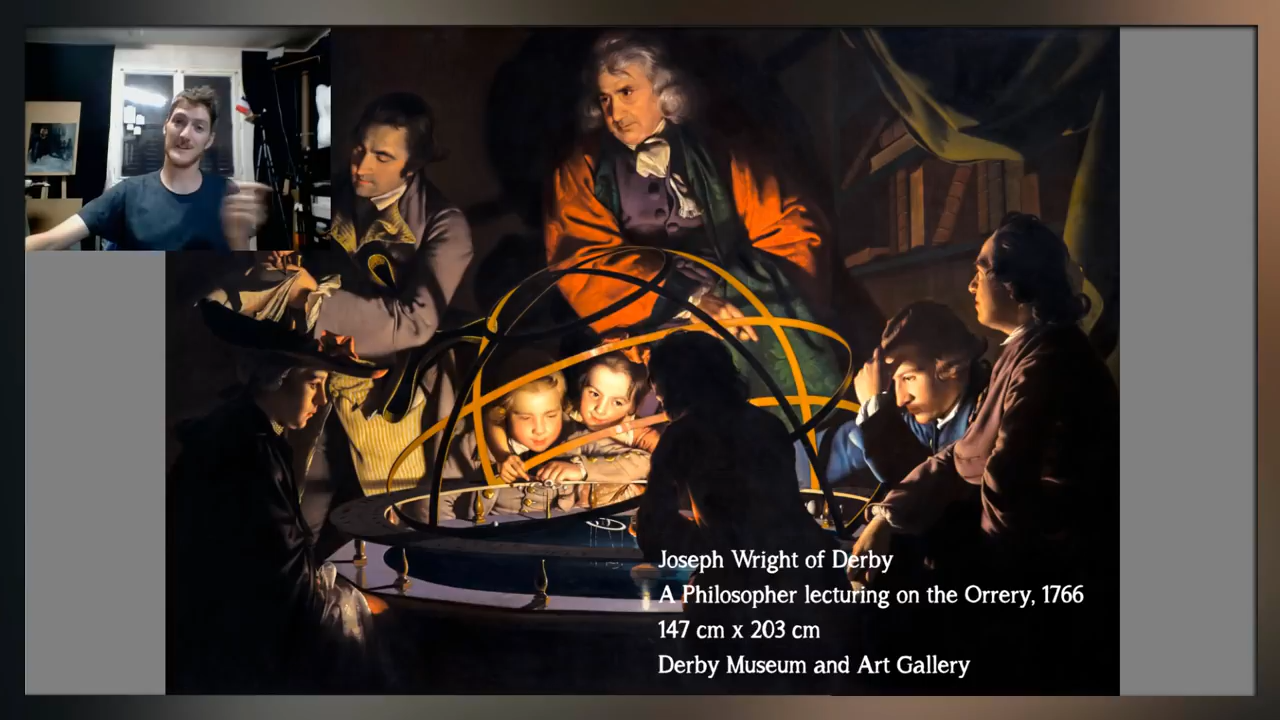 Joseph Wright of Derby
A Philosopher lecturing on the Orrery, 1766
147 cm x 203 cm
Derby Museum and Art Gallery